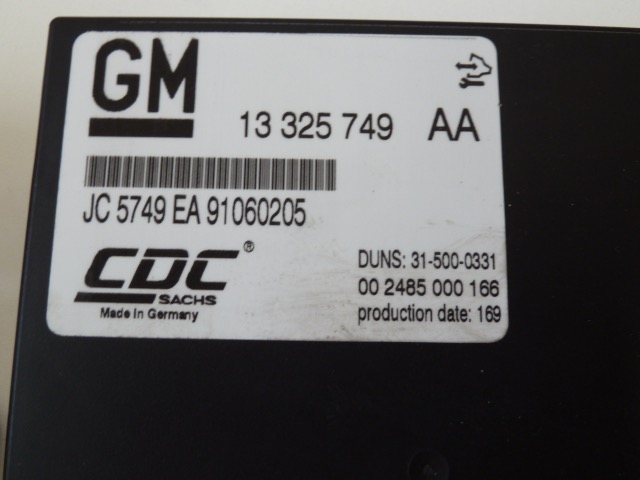 GM
13 325 749 AA
JC 5749 EA 91060205
CDC®
SACHS
Made in Germany
DUNS: 31-500-0331
00 2485 000 166
production date: 169